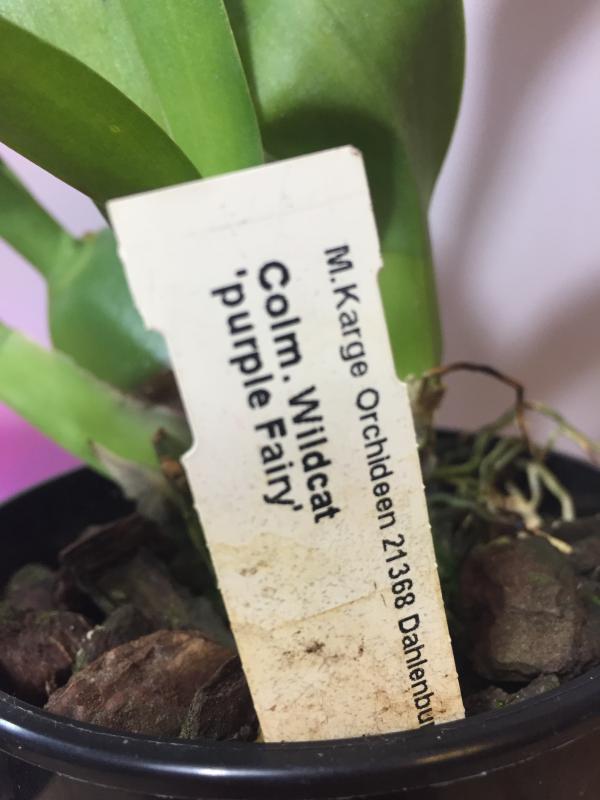 M.Karge Orchideen 21368 Dahlenbu
Colm. Wildcat
'purple Fairy'